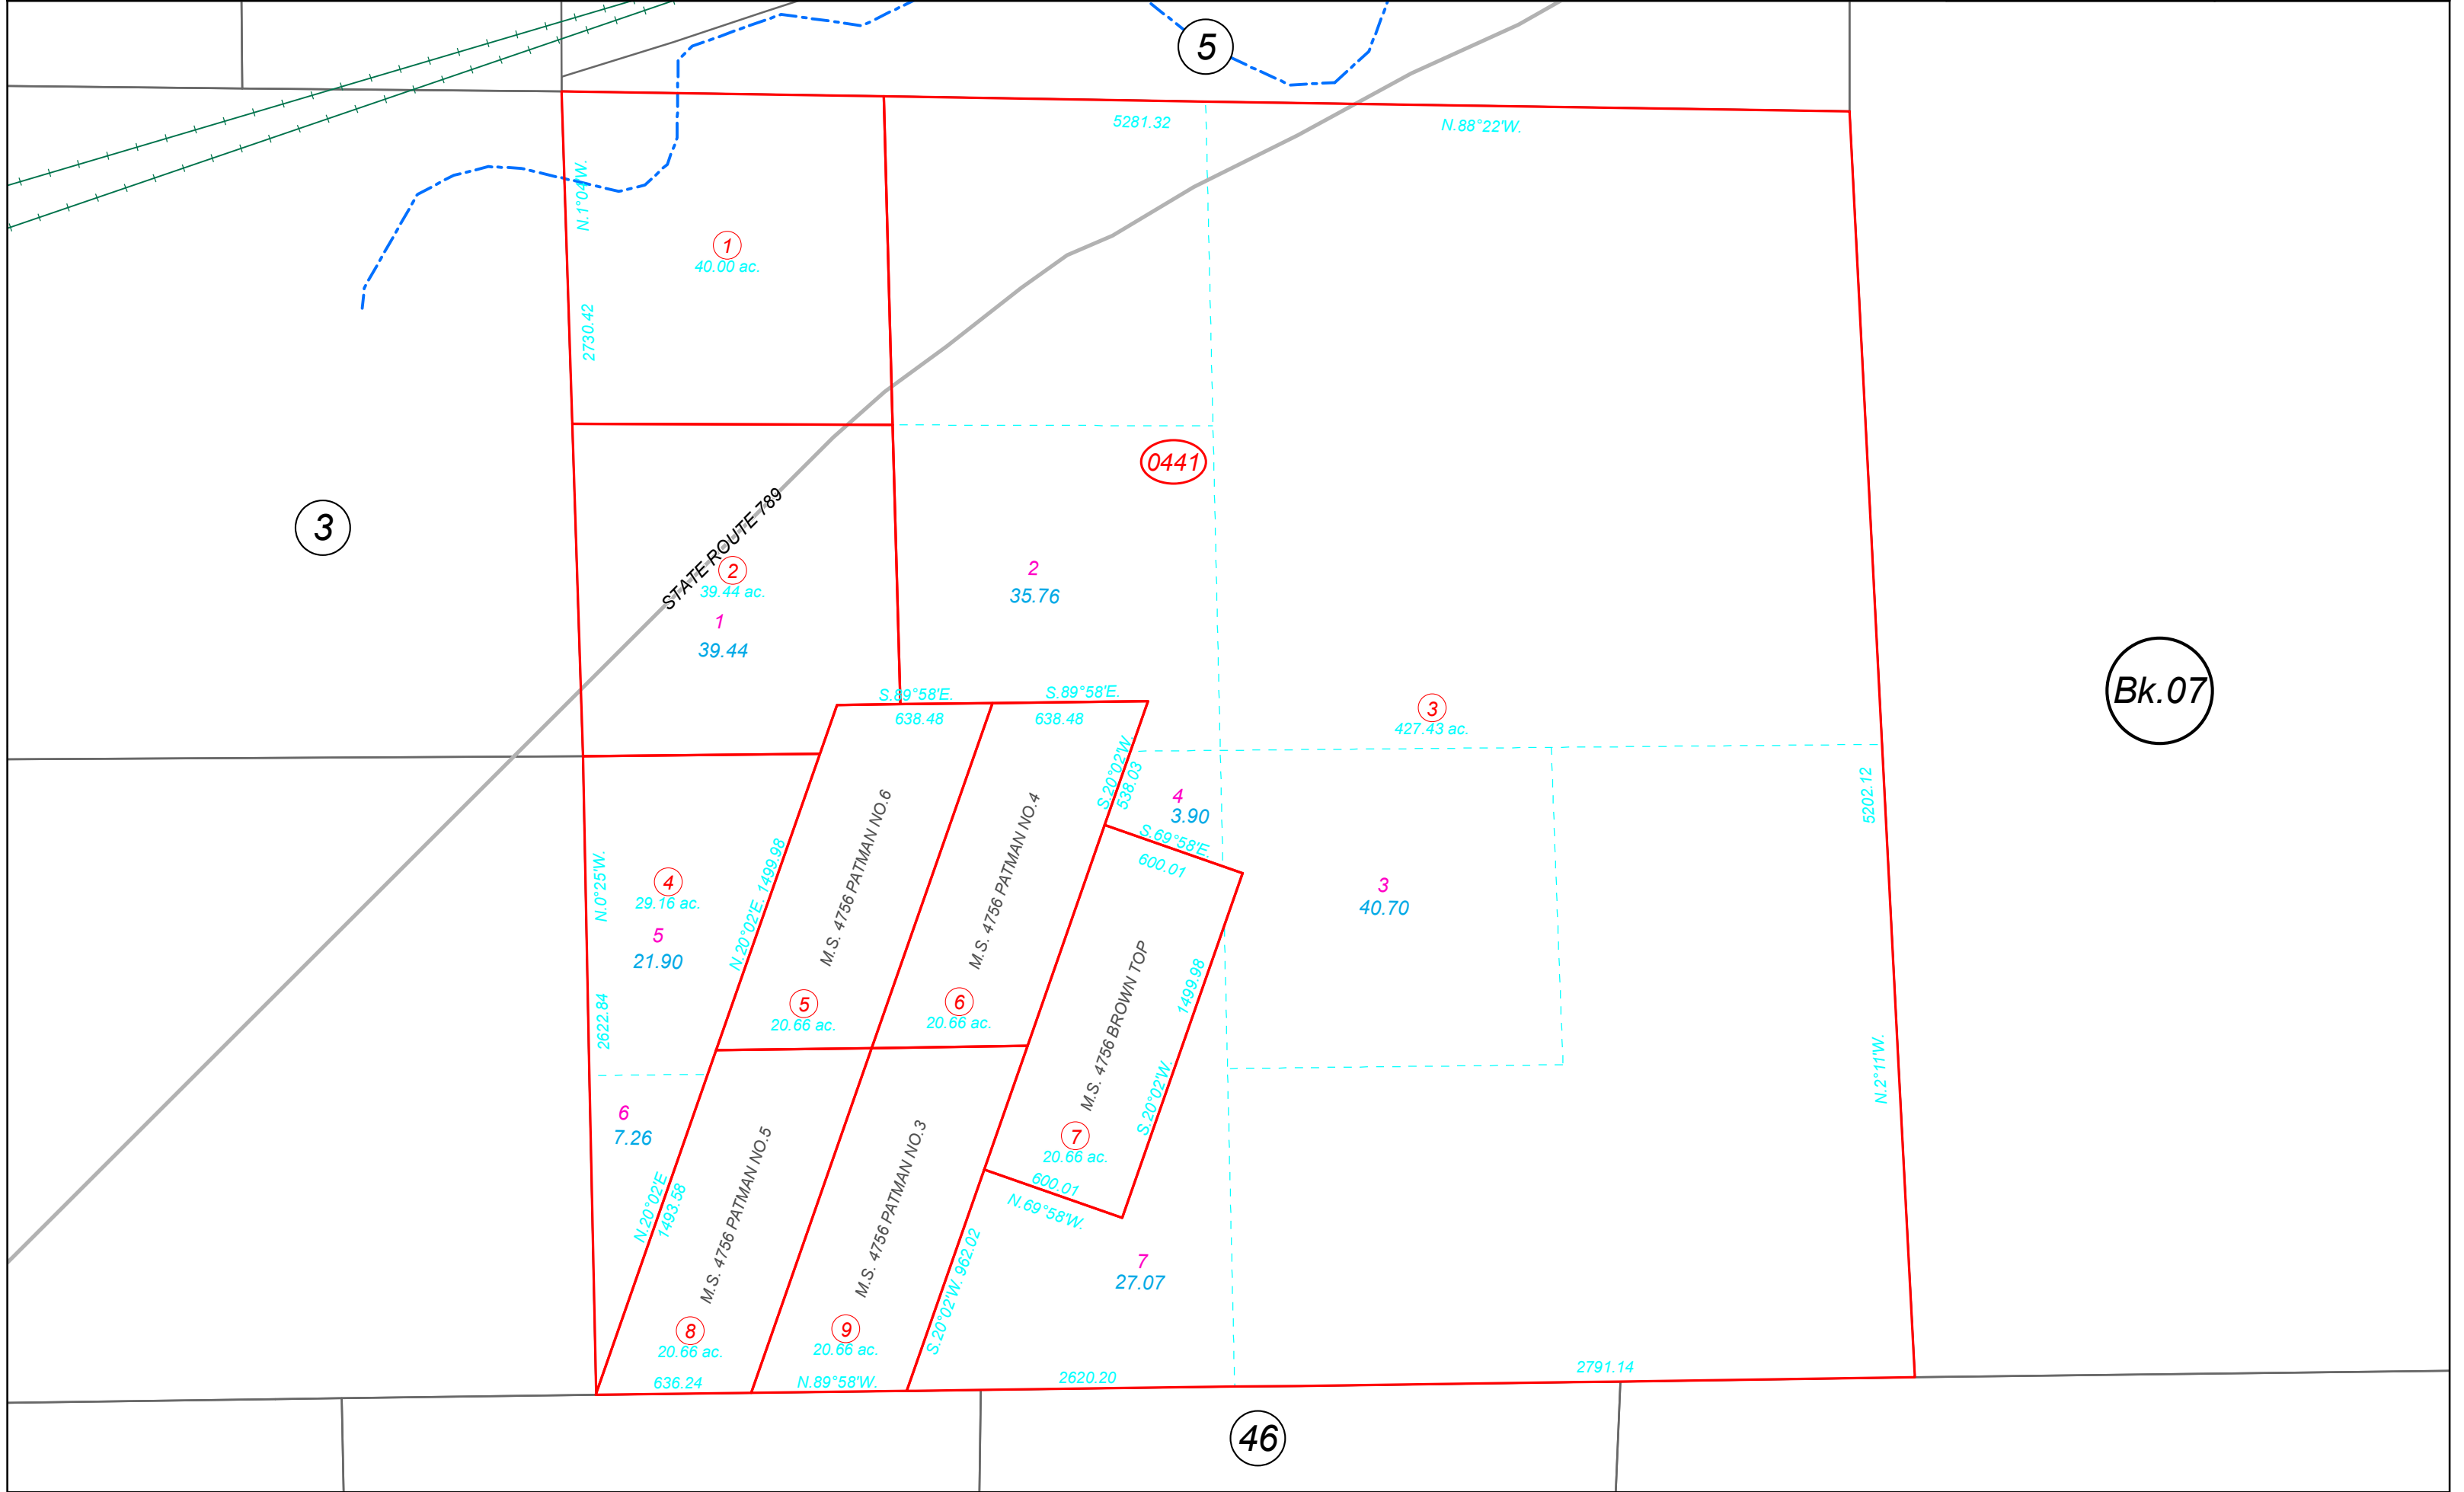 5
5281.32
N.88°22'W.
N.1°04'W.
1
40.00 ac.
2730.42
0441
3
STATE ROUTE 789
2
39.44 ac.
1
39.44
2
35.76
Bk.07
S.89°58'E.
638.48
S.89°58'E.
638.48
3
427.43 ac.
S.20°02'W.
538.03
4
3.90
S.69°58'E.
600.01
5202.12
N.0°25'W.
4
29.16 ac.
5
21.90
N.20°02'E. 1499.98
M.S. 4756 PATMAN NO.6
M.S. 4756 PATMAN NO.4
3
40.70
5
20.66 ac.
6
20.66 ac.
M.S. 4756 BROWN TOP
1499.98
S.20°02'W.
2622.84
N.2°11'W.
6
7.26
7
20.66 ac.
600.01
N.69°58'W.
N.20°02'E
1493.58
M.S. 4756 PATMAN NO.5
M.S. 4756 PATMAN NO.3
S.20°02'W. 962.02
7
27.07
8
20.66 ac.
9
20.66 ac.
636.24
N.89°58'W.
2620.20
2791.14
46